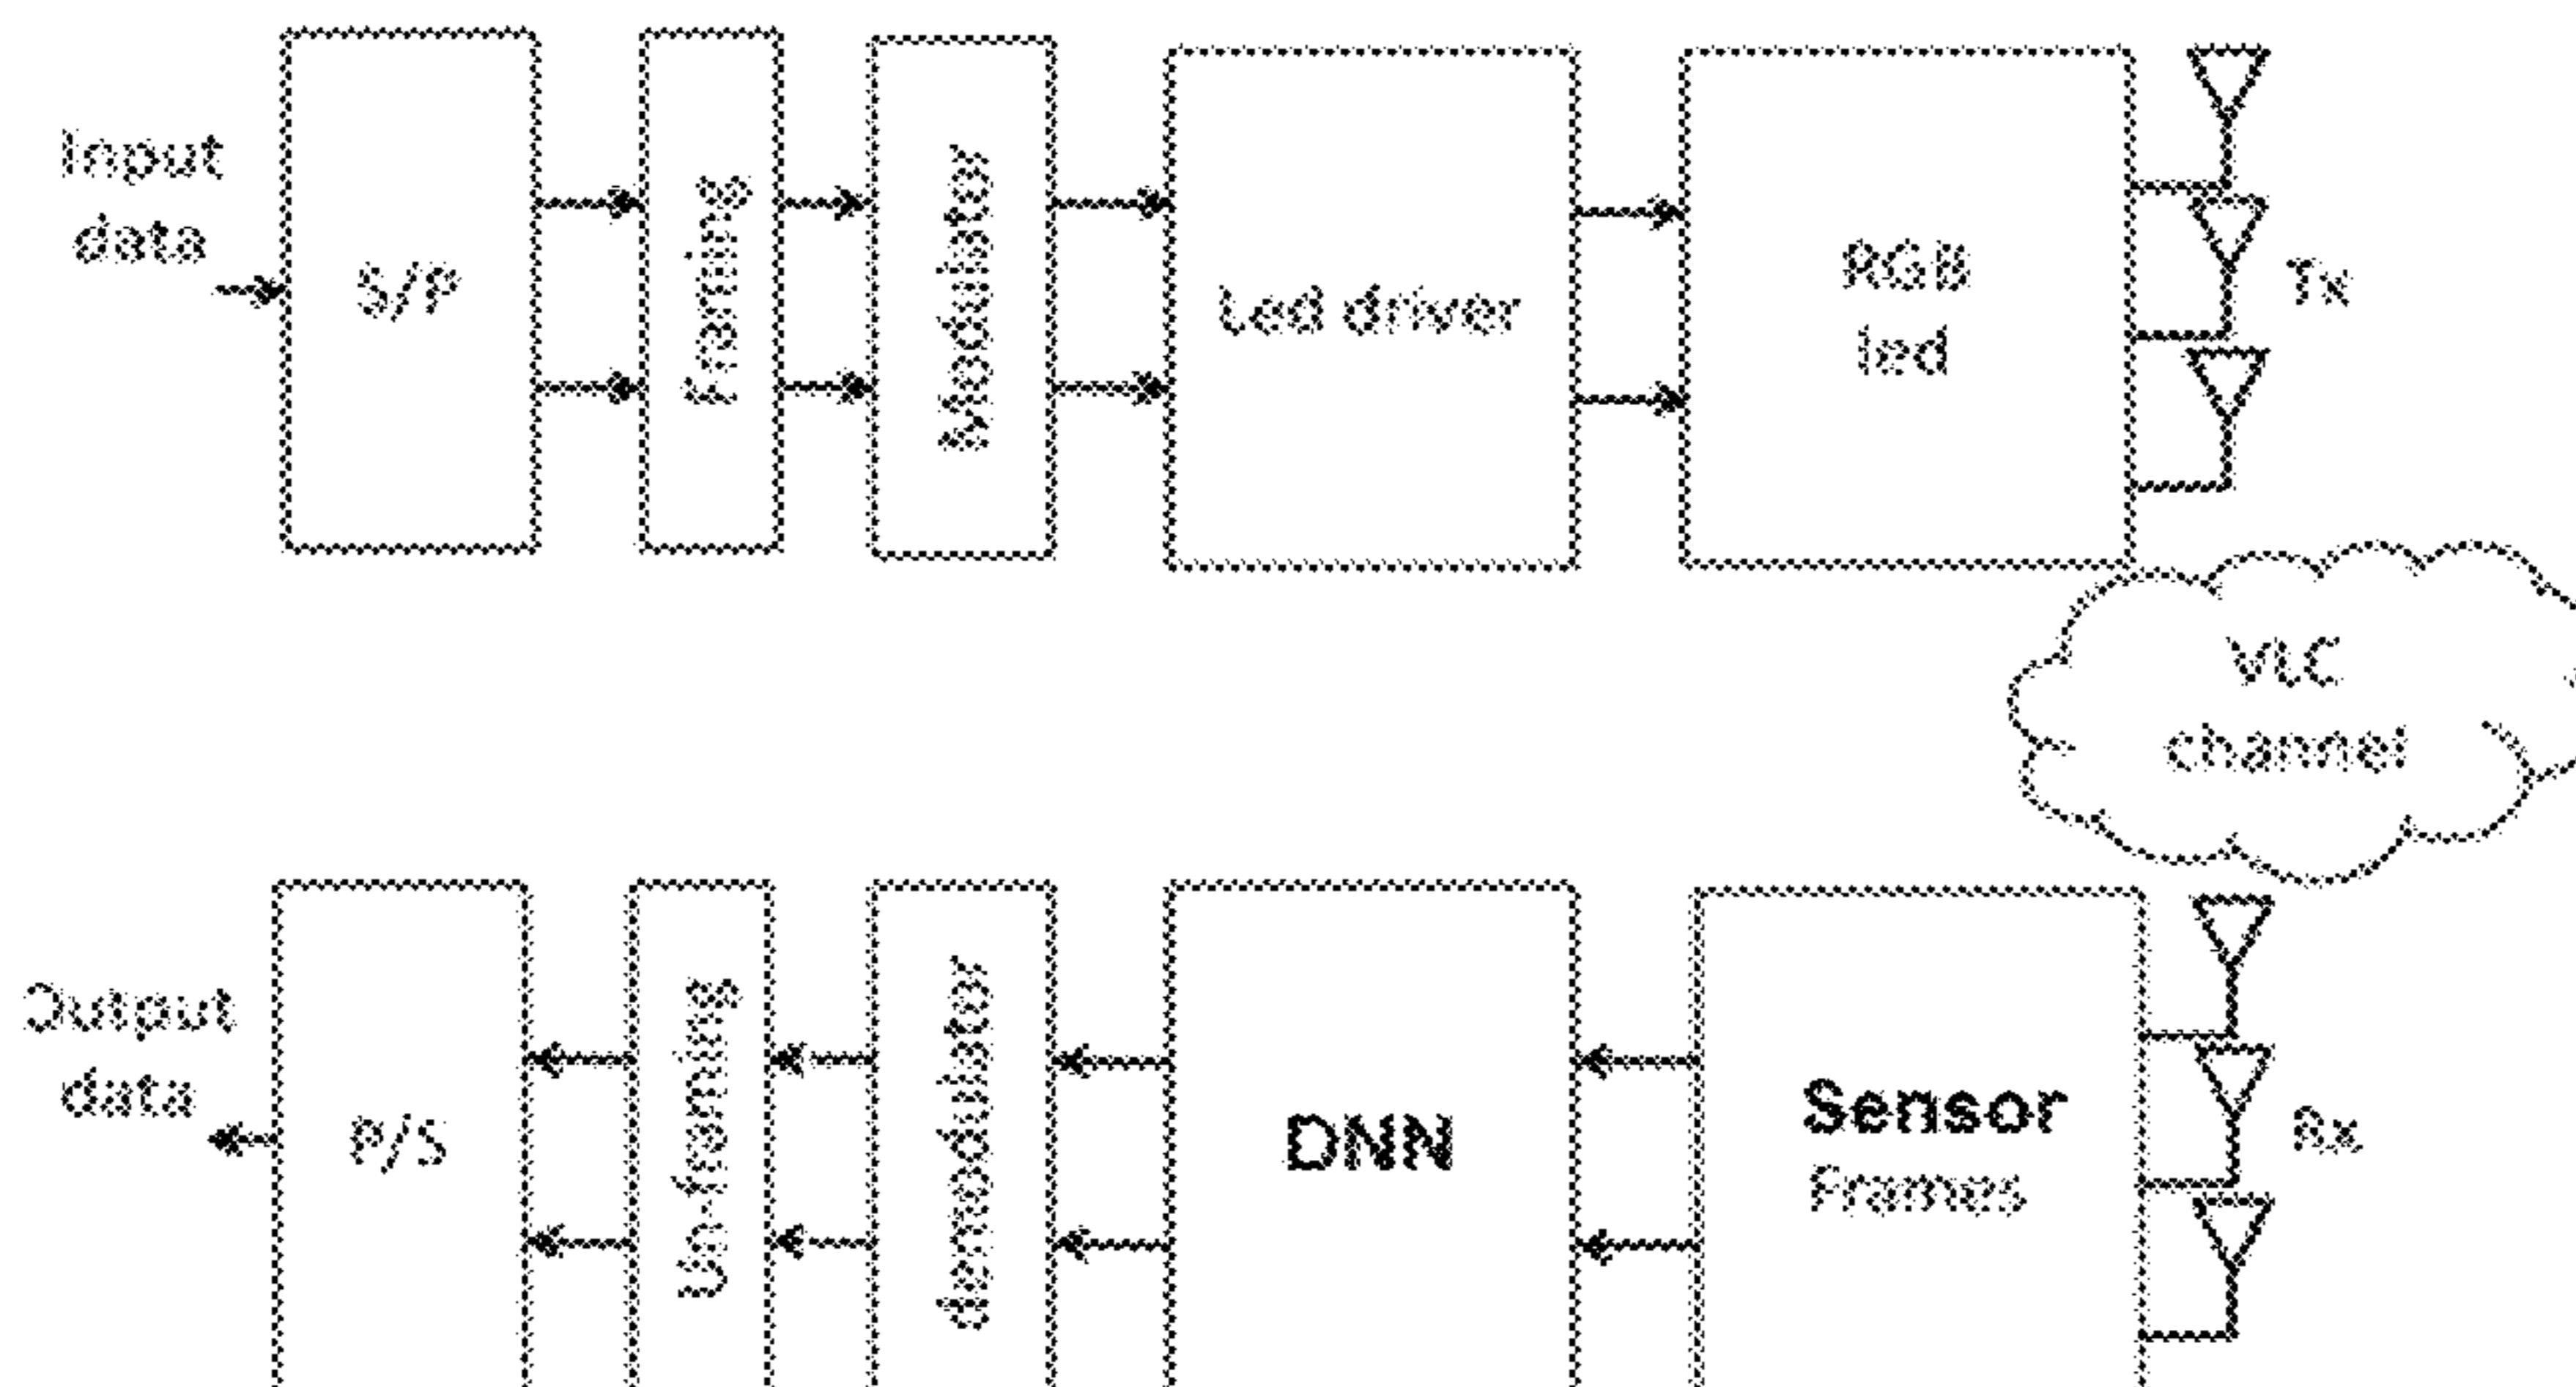 Input
data
S/P
Framing
Modulator
Led driver
RGB
led
Tx
VLC
channel
Output
data
P/S
Un-framing
demodulator
DNN
Sensor
Frames
Rx